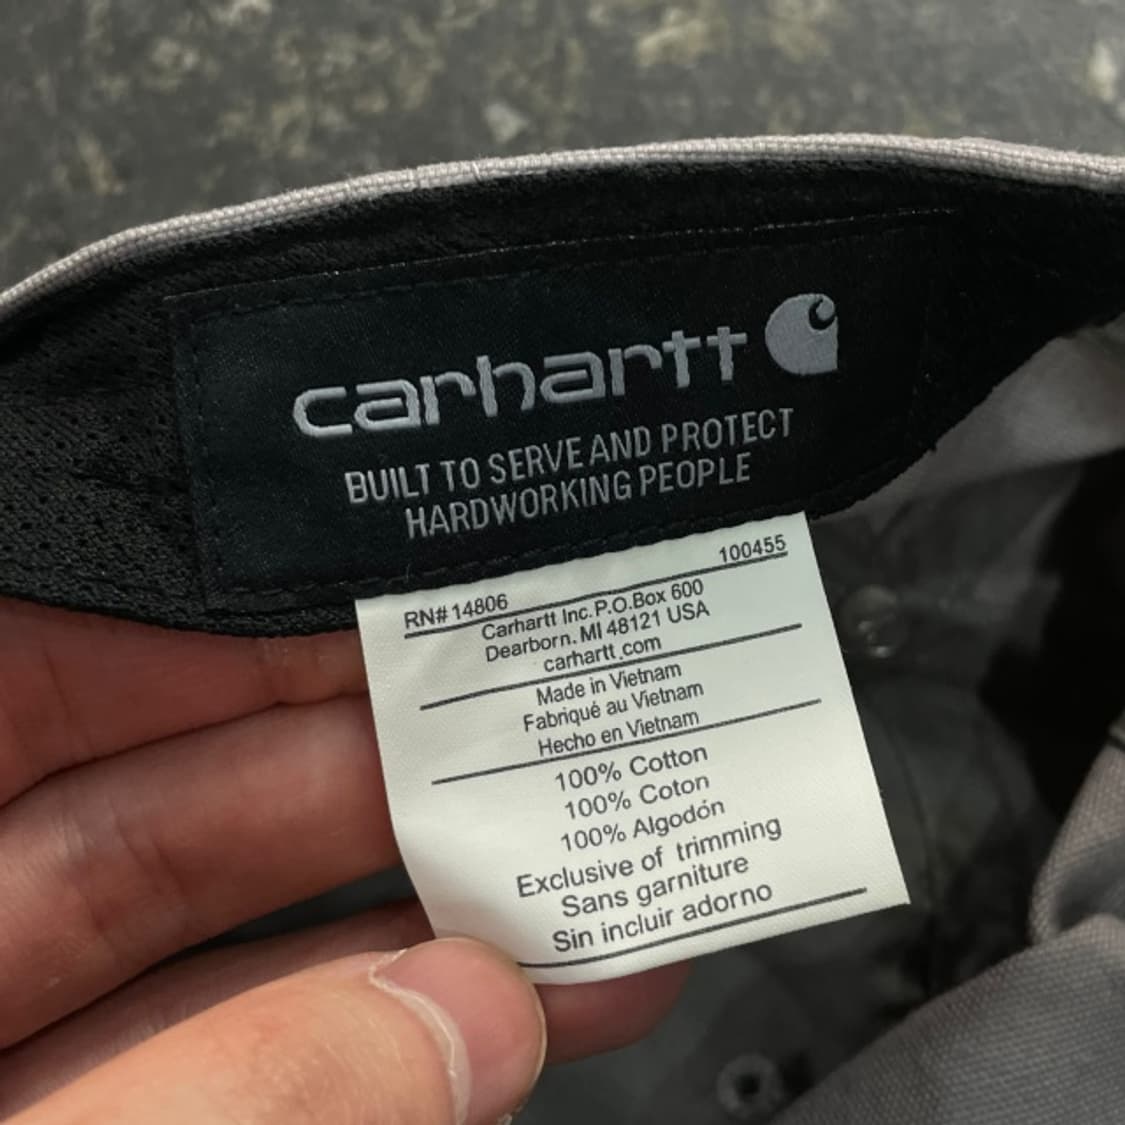 carhartt
BUILT TO SERVE AND PROTECT
HARDWORKING PEOPLE
RN# 14806 100455
Carhartt Inc. P.O.Box 600
Dearborn. MI 48121 USA
carhartt.com
Made in Vietnam
Fabriqué au Vietnam
Hecho en Vietnam
100% Cotton
100% Coton
100% Algodón
Exclusive of trimming
Sans garniture
Sin incluir adorno